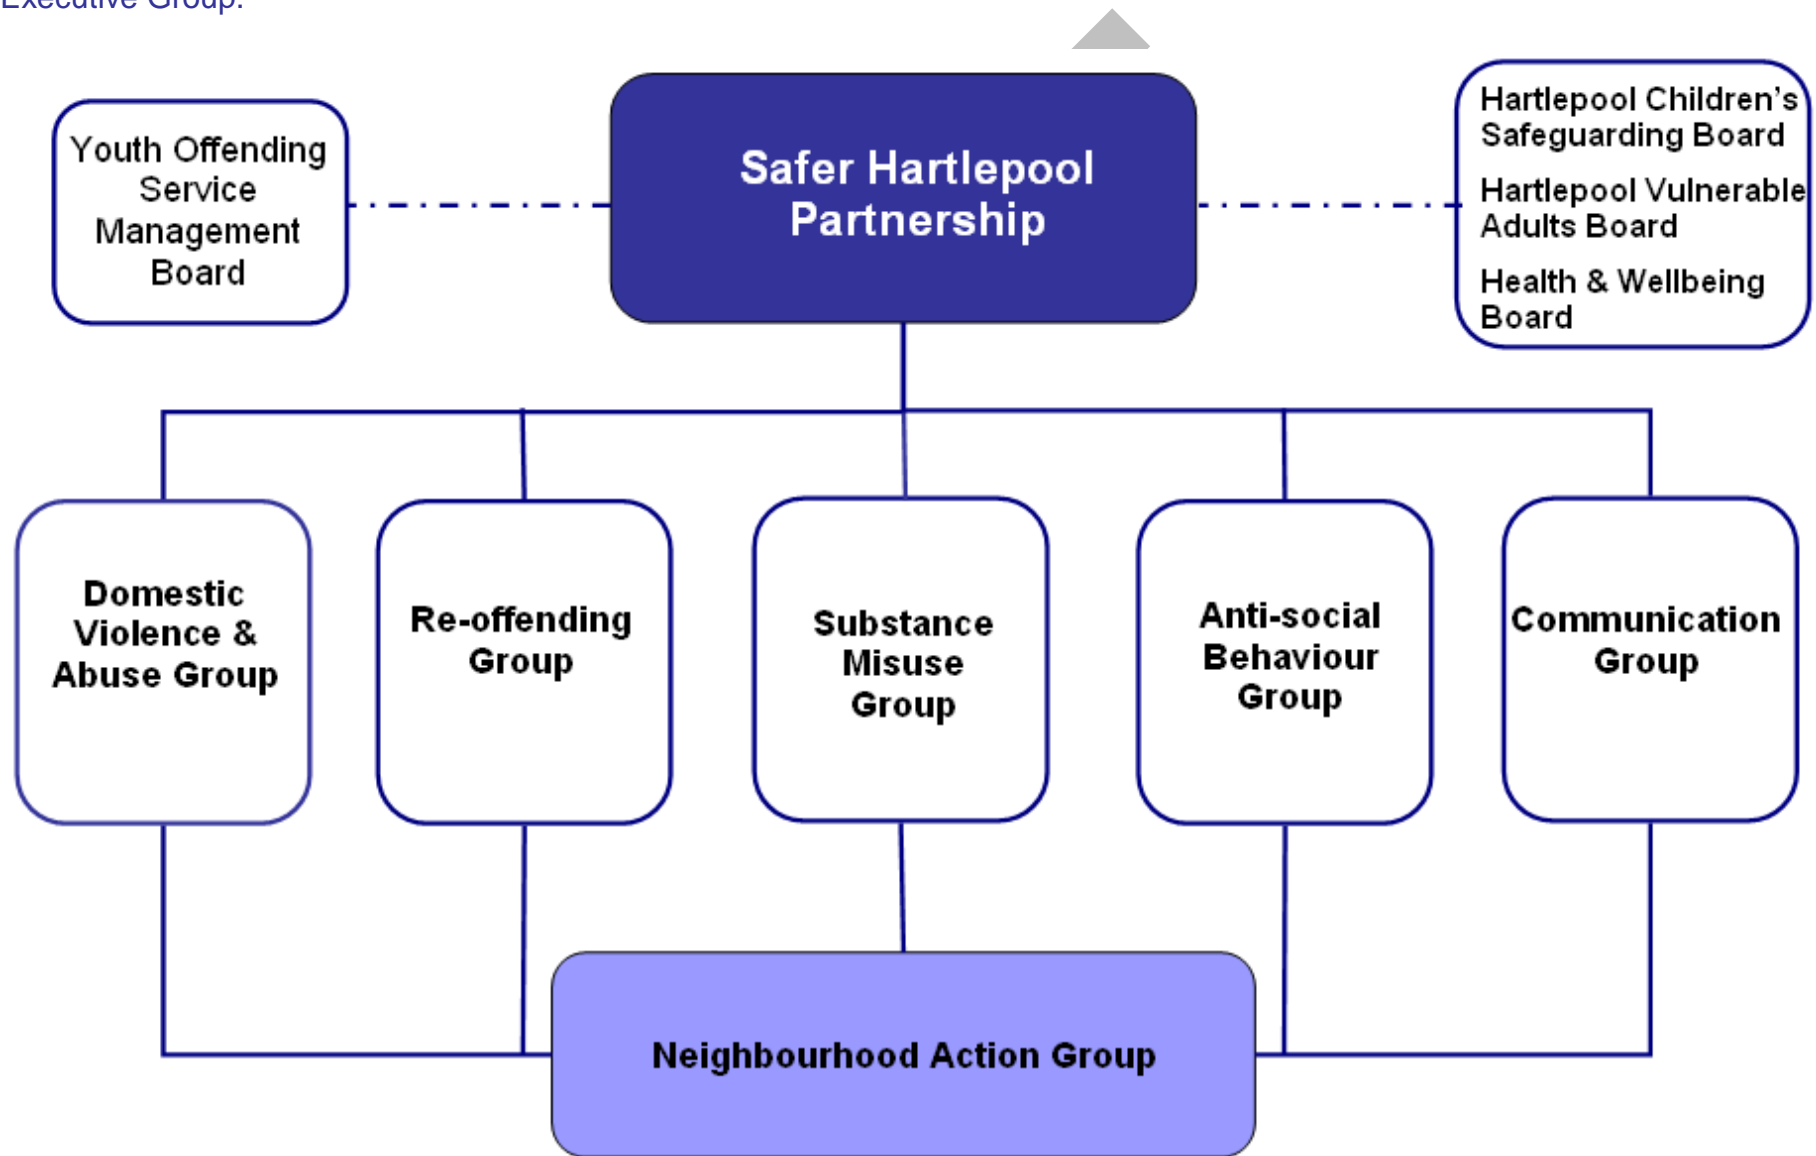 Executive Group.
Youth Offending
Service
Management
Board
Safer Hartlepool
Partnership
Hartlepool Children's
Safeguarding Board
Hartlepool Vulnerable
Adults Board
Health & Wellbeing
Board
Domestic
Violence &
Abuse Group
Re-offending
Group
Substance
Misuse
Group
Anti-social
Behaviour
Group
Communication
Group
Neighbourhood Action Group